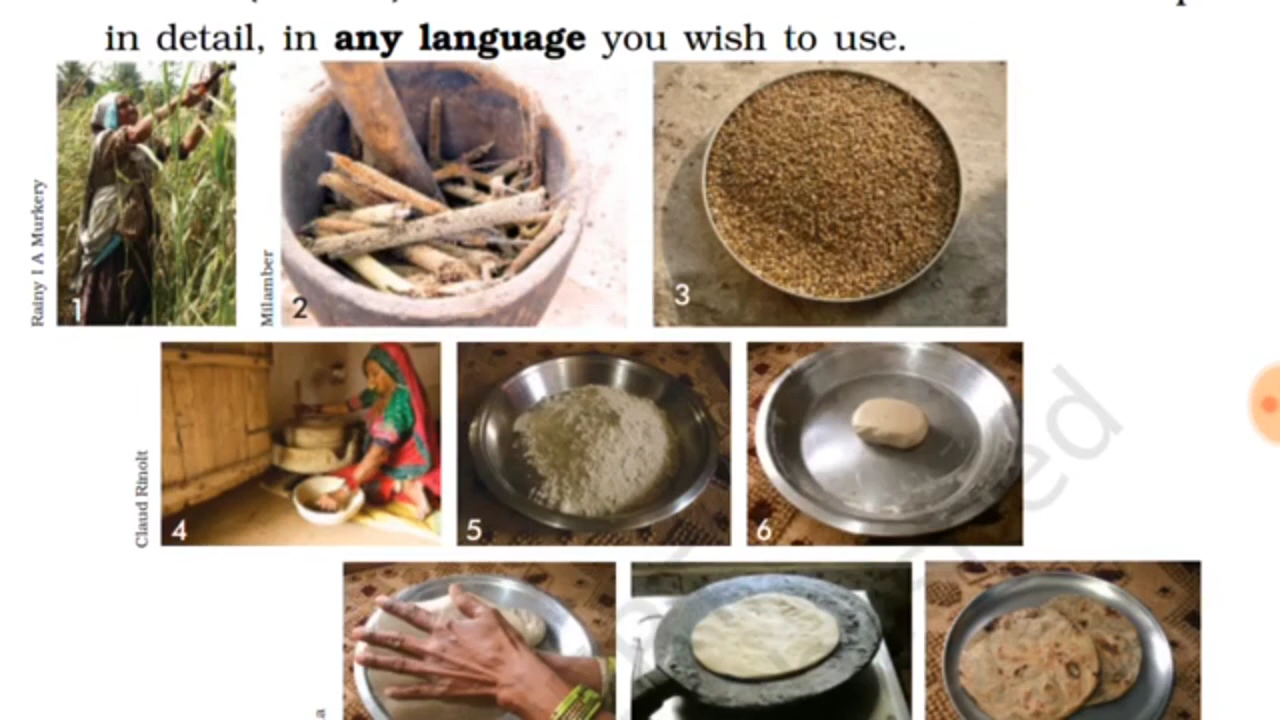 in detail, in any language you wish to use.
Rainy I A Murkery
1
Milamber
2
3
Claud Rinolt
4
5
6